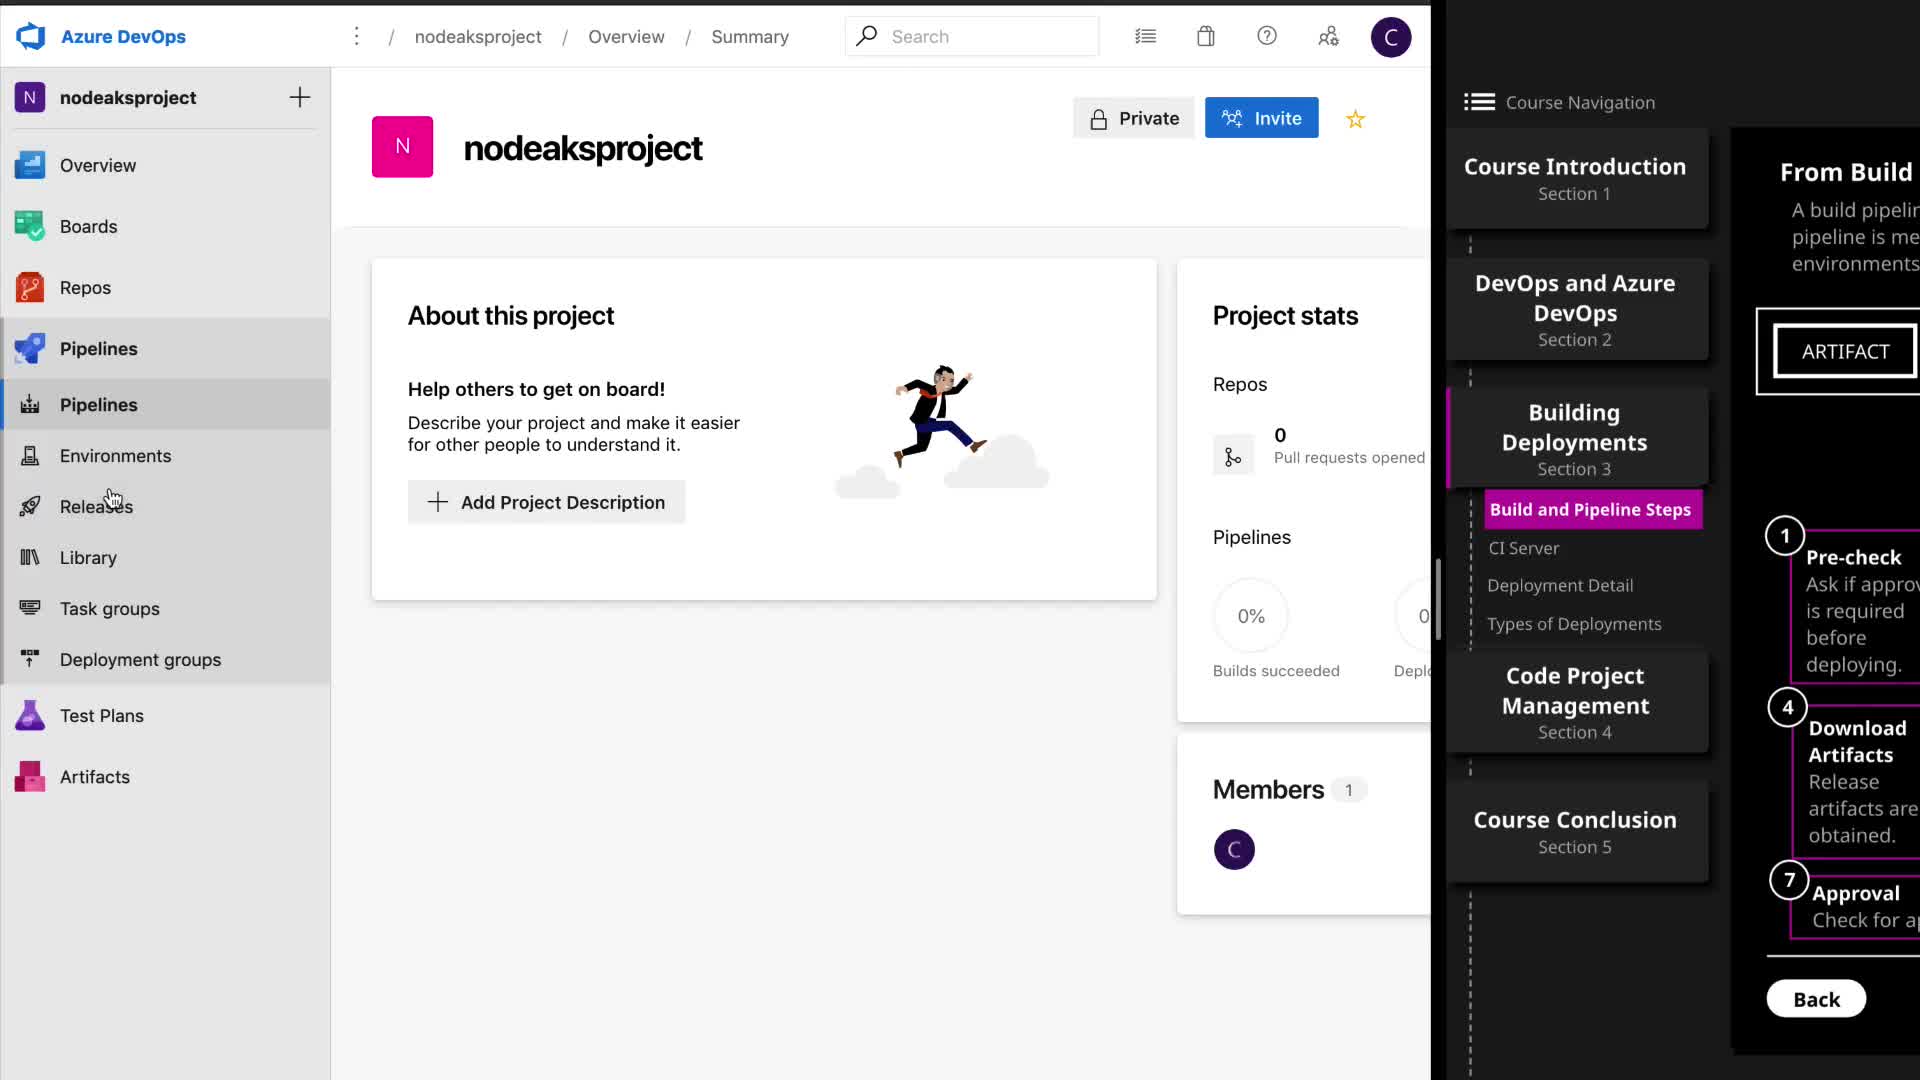 Azure DevOps
/ nodeaksproject / Overview / Summary
Search
C
N nodeaksproject
Overview
Boards
Repos
Pipelines
Pipelines
Environments
Releases
Library
Task groups
Deployment groups
Test Plans
Artifacts
N
nodeaksproject
Private
Invite
About this project
Help others to get on board!
Describe your project and make it easier
for other people to understand it.
Add Project Description
Project stats
Repos
0
Pull requests opened
Pipelines
0%
0
Builds succeeded
Deplo
Members 1
C
Course Navigation
Course Introduction
Section 1
DevOps and Azure
DevOps
Section 2
Building
Deployments
Section 3
Build and Pipeline Steps
CI Server
Deployment Detail
Types of Deployments
Code Project
Management
Section 4
Course Conclusion
Section 5
From Build
A build pipelin
pipeline is me
environments
ARTIFACT
1
Pre-check
Ask if approv
is required
before
deploying.
4
Download
Artifacts
Release
artifacts are
obtained.
7
Approval
Check for ap
Back